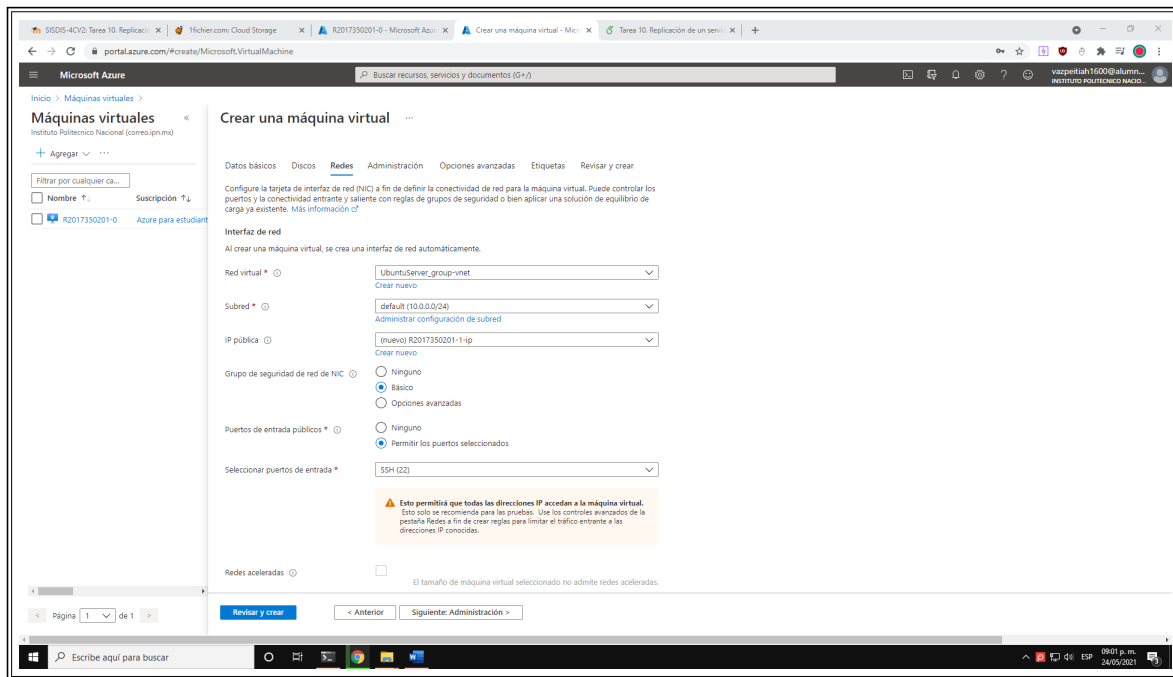 SISDIS-4CV2: Tarea 10. Replicació
1fichier.com: Cloud Storage
R2017350201-0 - Microsoft Azur
Crear una máquina virtual - Micr
Tarea 10. Replicación de un servi
portal.azure.com/#create/Microsoft.VirtualMachine
Microsoft Azure
Buscar recursos, servicios y documentos (G+/)
vazpeitiah1600@alumn...
INSTITUTO POLITECNICO NACIO...
Inicio > Máquinas virtuales >
Máquinas virtuales
Instituto Politecnico Nacional (correo.ipn.mx)
+ Agregar
Filtrar por cualquier ca...
Nombre ↑↓ Suscripción ↑↓
R2017350201-0 Azure para estudiant
< Página 1 de 1 >
Crear una máquina virtual ...
Datos básicos Discos Redes Administración Opciones avanzadas Etiquetas Revisar y crear
Configure la tarjeta de interfaz de red (NIC) a fin de definir la conectividad de red para la máquina virtual. Puede controlar los
puertos y la conectividad entrante y saliente con reglas de grupos de seguridad o bien aplicar una solución de equilibrio de
carga ya existente. Más información
Interfaz de red
Al crear una máquina virtual, se crea una interfaz de red automáticamente.
Red virtual * UbuntuServer_group-vnet
Crear nuevo
Subred * default (10.0.0.0/24)
Administrar configuración de subred
IP pública (nuevo) R2017350201-1-ip
Crear nuevo
Grupo de seguridad de red de NIC Ninguno
Básico
Opciones avanzadas
Puertos de entrada públicos * Ninguno
Permitir los puertos seleccionados
Seleccionar puertos de entrada * SSH (22)
Esto permitirá que todas las direcciones IP accedan a la máquina virtual.
Esto solo se recomienda para las pruebas. Use los controles avanzados de la
pestaña Redes a fin de crear reglas para limitar el tráfico entrante a las
direcciones IP conocidas.
Redes aceleradas
El tamaño de máquina virtual seleccionado no admite redes aceleradas.
Revisar y crear < Anterior Siguiente: Administración >
Escribe aquí para buscar
ESP
09:01 p. m.
24/05/2021
3